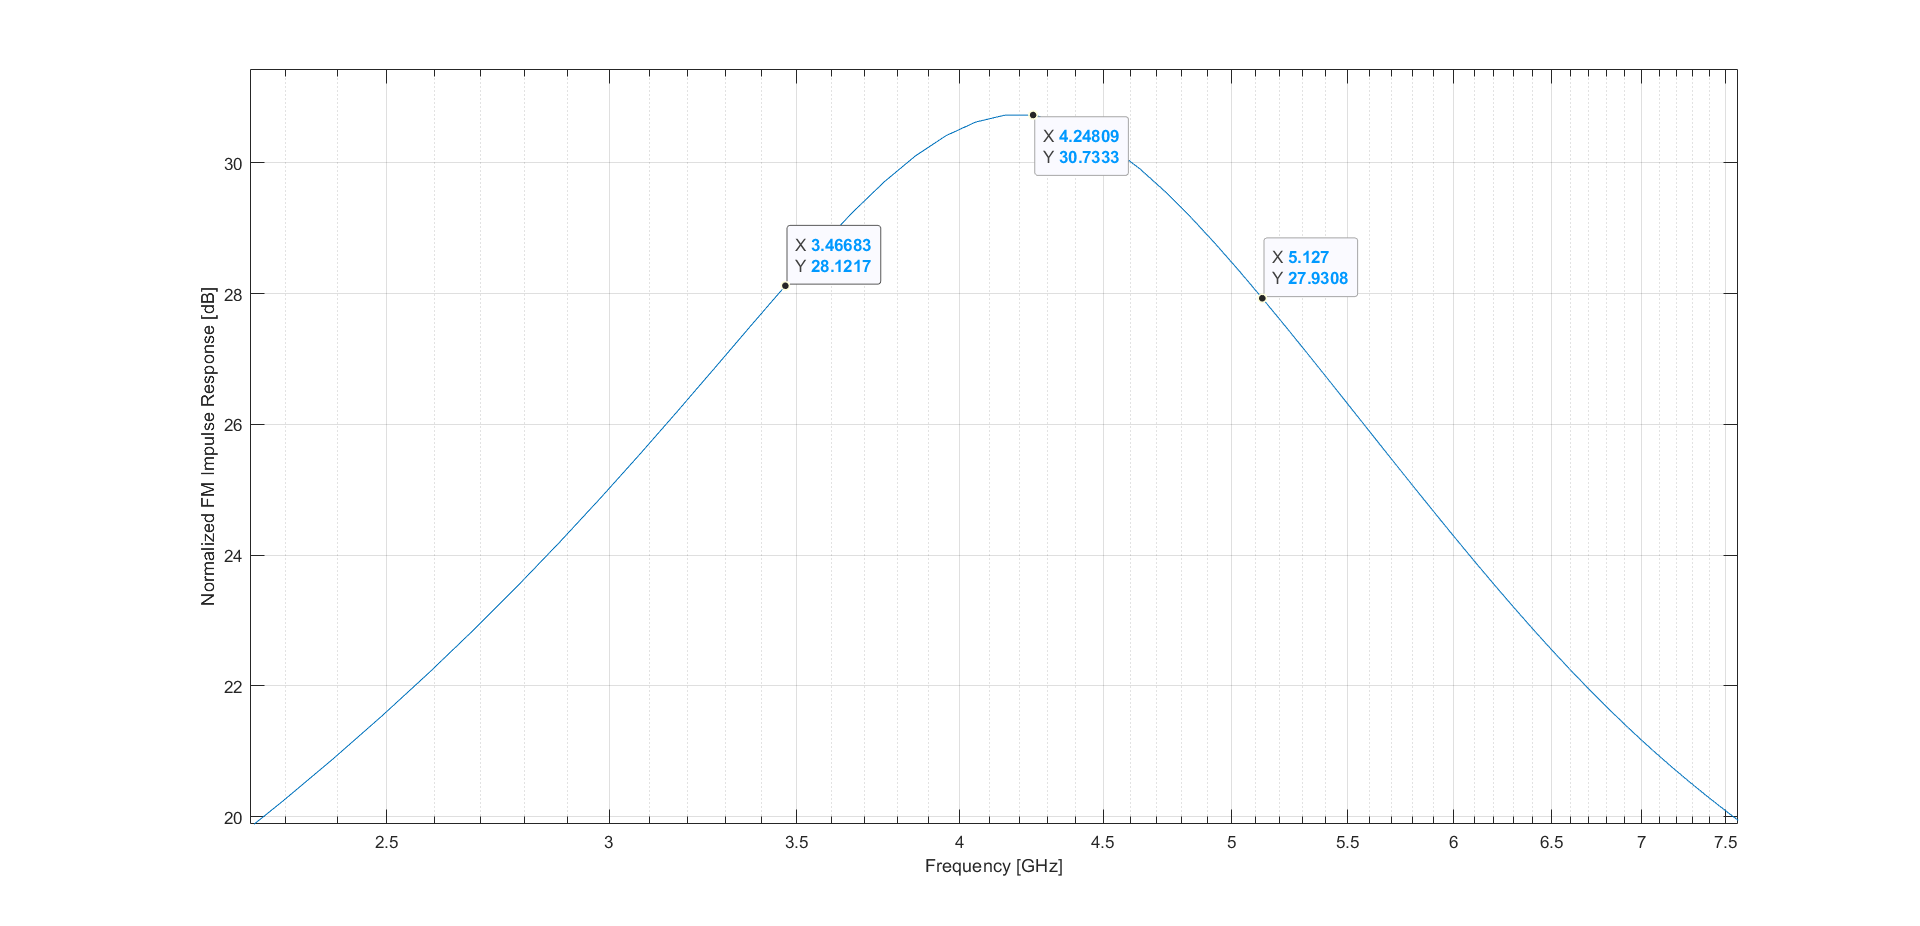 Normalized FM Impulse Response [dB]
30
28
26
24
22
20
X 4.24809
Y 30.7333
X 3.46683
Y 28.1217
X 5.127
Y 27.9308
2.5 3 3.5 4 4.5 5 5.5 6 6.5 7 7.5
Frequency [GHz]